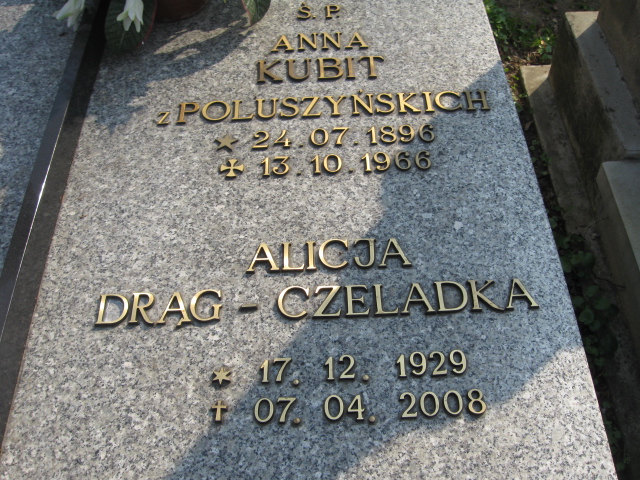 Ś.P.
ANNA
KUBIT
z POLUSZYŃSKICH
24.07.1896
13.10.1966
ALICJA
DRĄG - CZELADKA
17.12.1929
07.04.2008